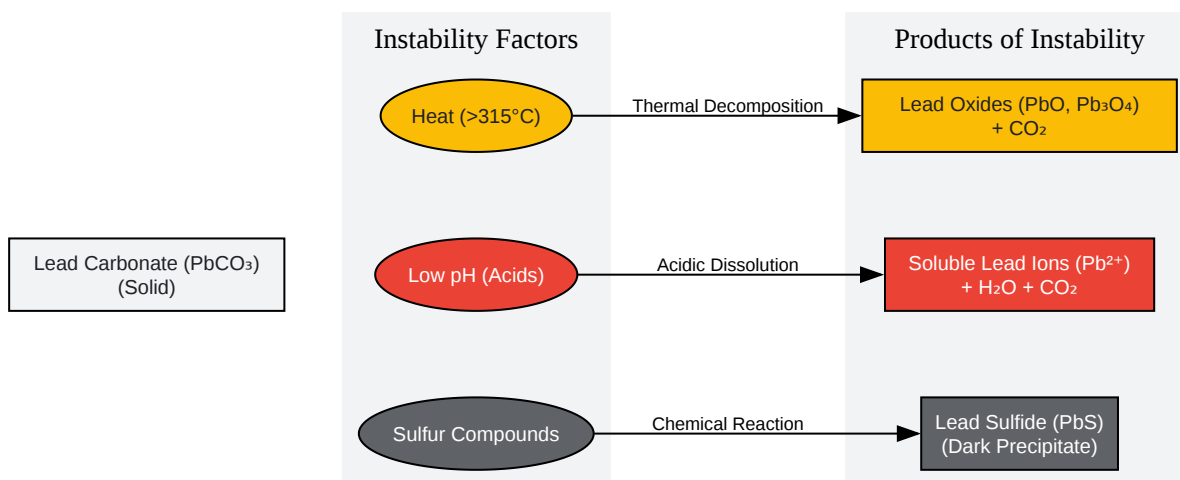 Instability Factors
Products of Instability
Heat (>315°C)
Thermal Decomposition
Lead Oxides (PbO, Pb₃O₄)
+ CO₂
Lead Carbonate (PbCO₃)
(Solid)
Low pH (Acids)
Acidic Dissolution
Soluble Lead Ions (Pb²⁺)
+ H₂O + CO₂
Sulfur Compounds
Chemical Reaction
Lead Sulfide (PbS)
(Dark Precipitate)